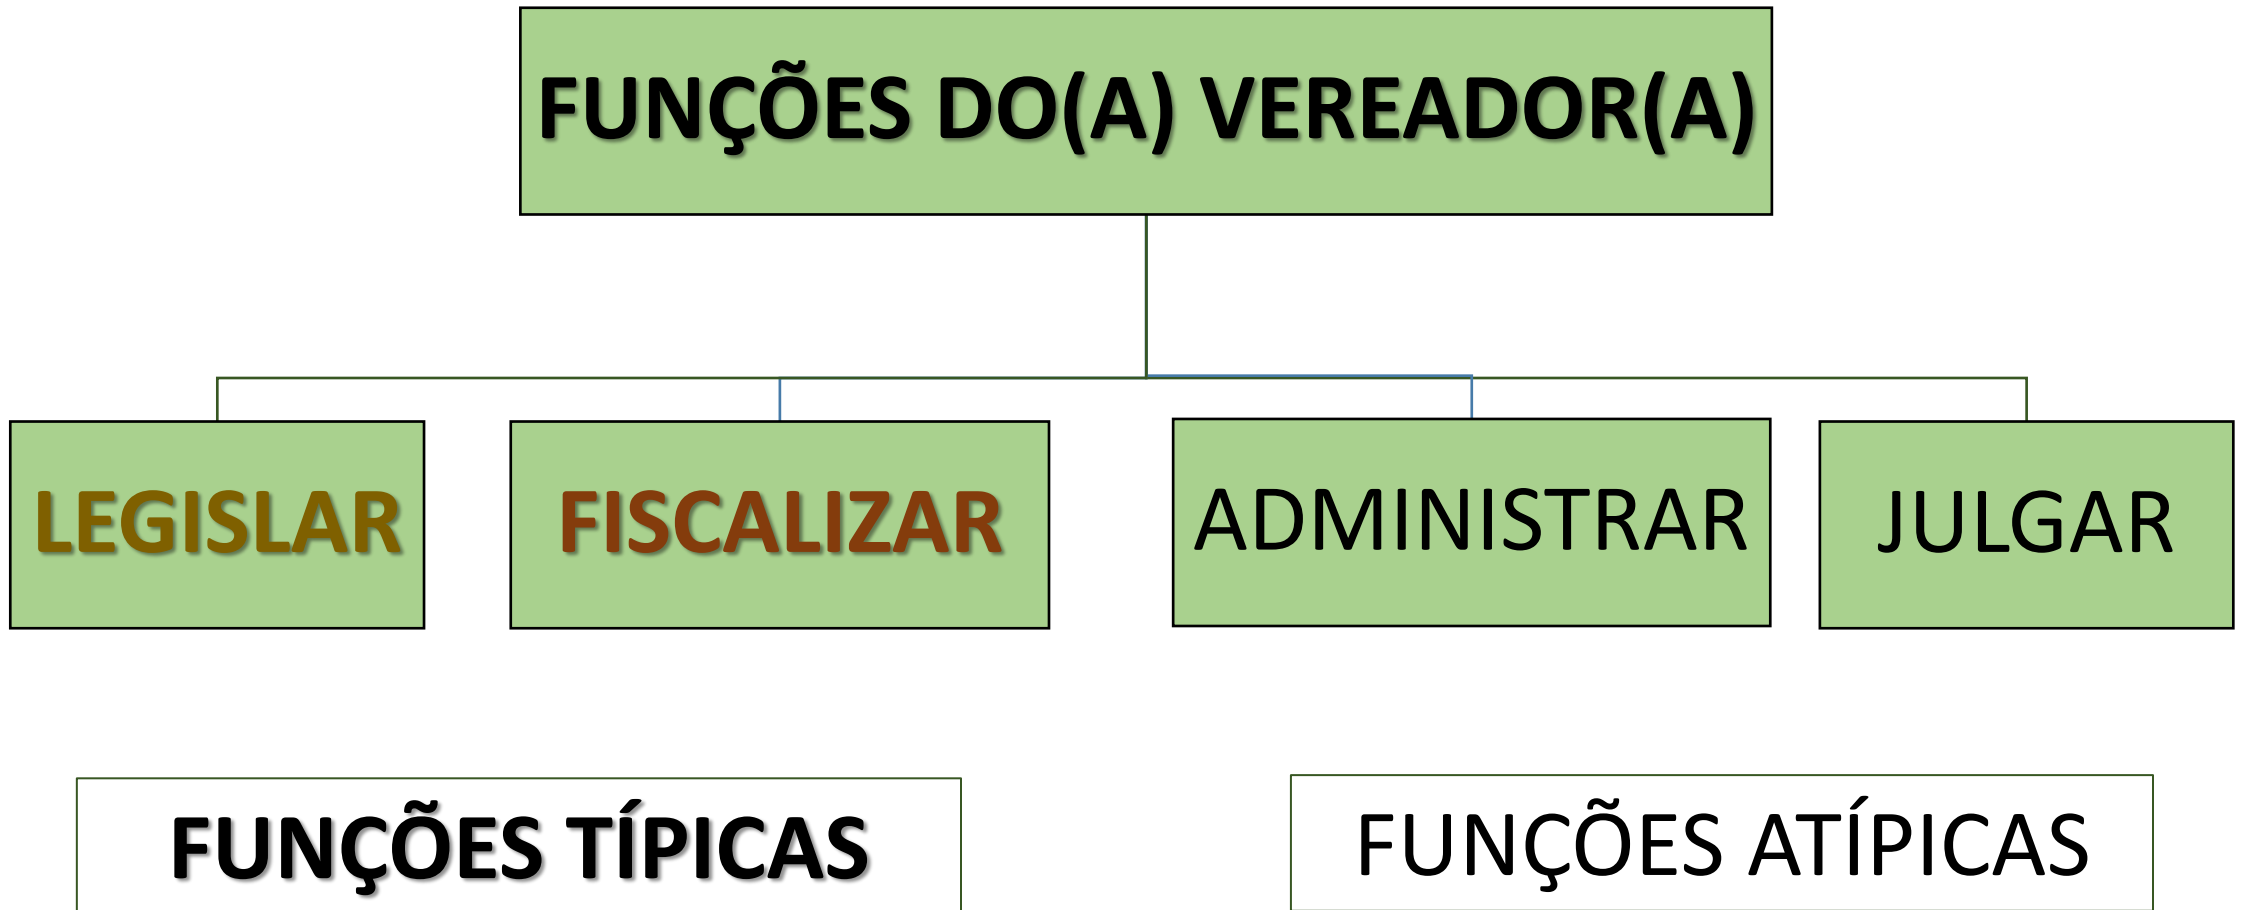 FUNÇÕES DO(A) VEREADOR(A)
LEGISLAR
FISCALIZAR
ADMINISTRAR
JULGAR
FUNÇÕES TÍPICAS
FUNÇÕES ATÍPICAS